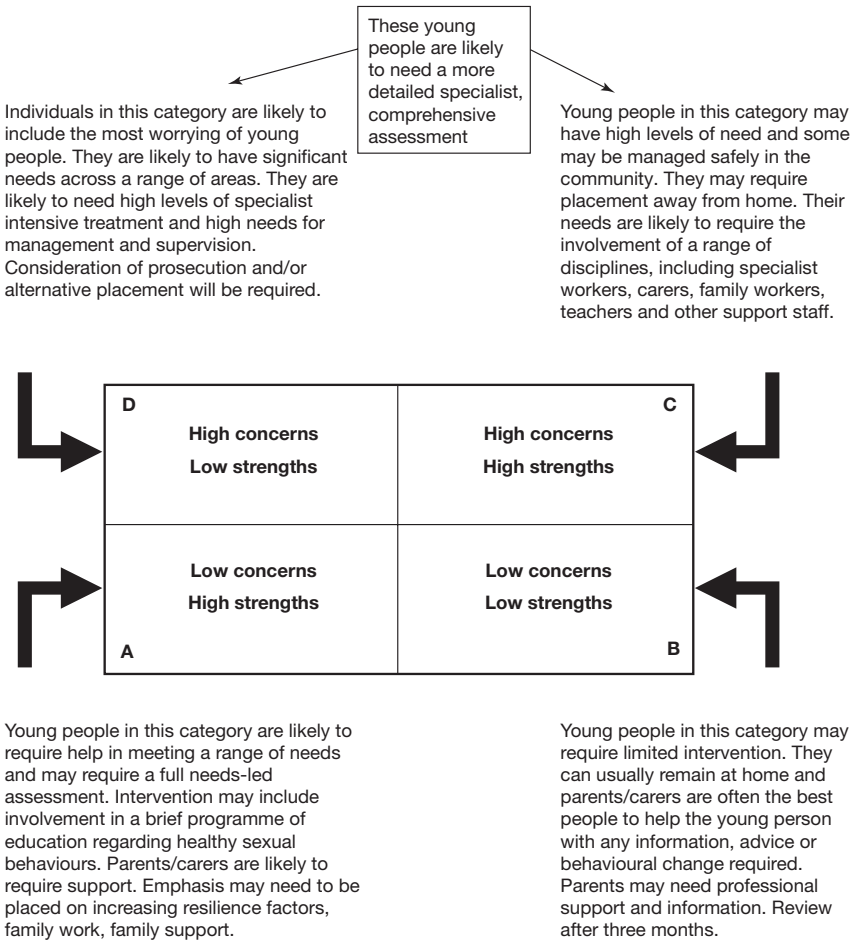 These young
people are likely
to need a more
detailed specialist,
comprehensive
assessment
Individuals in this category are likely to
include the most worrying of young
people. They are likely to have significant
needs across a range of areas. They are
likely to need high levels of specialist
intensive treatment and high needs for
management and supervision.
Consideration of prosecution and/or
alternative placement will be required.
Young people in this category may
have high levels of need and some
may be managed safely in the
community. They may require
placement away from home. Their
needs are likely to require the
involvement of a range of
disciplines, including specialist
workers, carers, family workers,
teachers and other support staff.
D
High concerns
Low strengths
C
High concerns
High strengths
Low concerns
High strengths
A
Low concerns
Low strengths
B
Young people in this category are likely to
require help in meeting a range of needs
and may require a full needs-led
assessment. Intervention may include
involvement in a brief programme of
education regarding healthy sexual
behaviours. Parents/carers are likely to
require support. Emphasis may need to be
placed on increasing resilience factors,
family work, family support.
Young people in this category may
require limited intervention. They
can usually remain at home and
parents/carers are often the best
people to help the young person
with any information, advice or
behavioural change required.
Parents may need professional
support and information. Review
after three months.